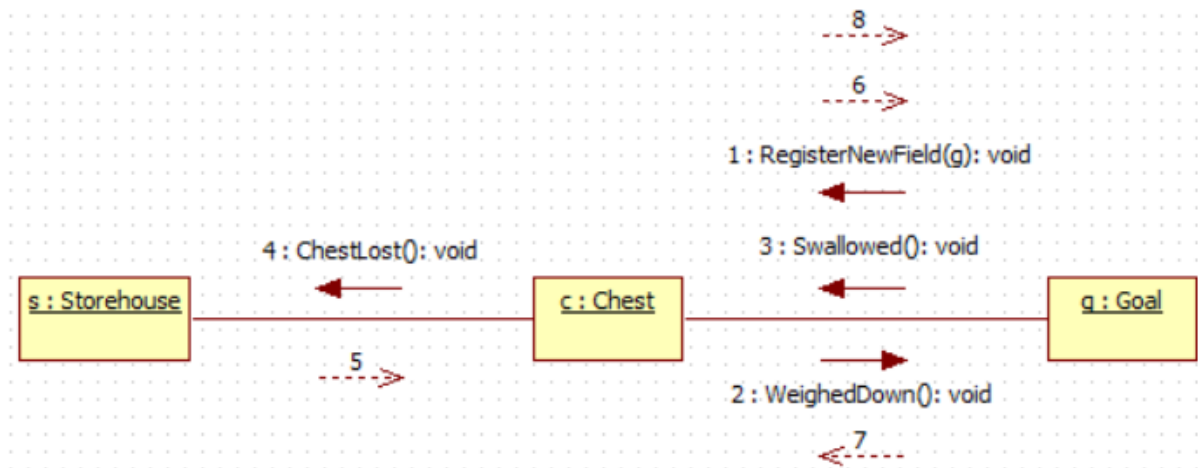 8
6
1 : RegisterNewField(g): void
4 : ChestLost(): void
3 : Swallowed(): void
s : Storehouse
c : Chest
g : Goal
5
2 : WeighedDown(): void
7